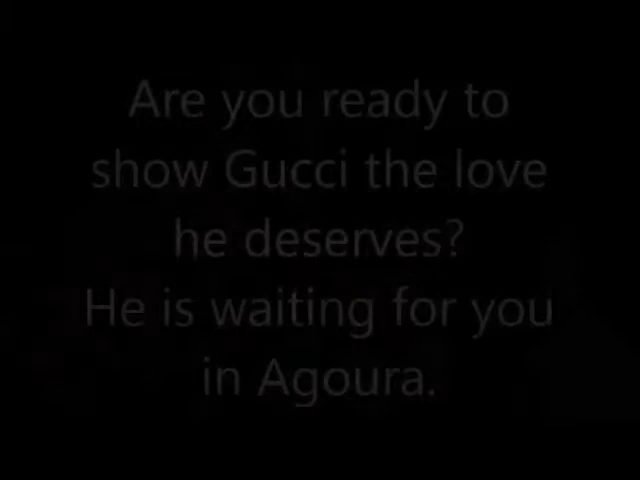 Are you ready to
show Gucci the love
he deserves?
He is waiting for you
in Agoura.